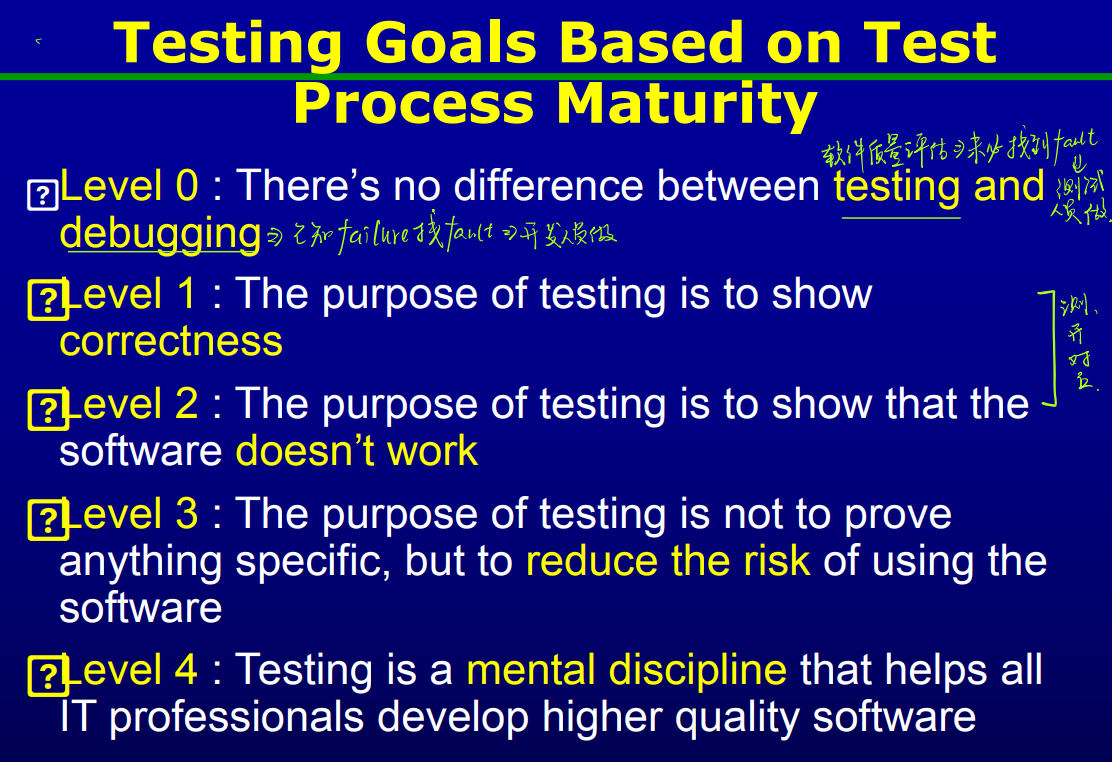 Testing Goals Based on Test
Process Maturity
软件质量评估⇒未必找到fault
⇓
测试
人员做.
Level 0 : There’s no difference between testing and
debugging⇒已知failure找fault⇒开发人员做
Level 1 : The purpose of testing is to show
correctness
测、
开
对
立.
Level 2 : The purpose of testing is to show that the
software doesn’t work
Level 3 : The purpose of testing is not to prove
anything specific, but to reduce the risk of using the
software
Level 4 : Testing is a mental discipline that helps all
IT professionals develop higher quality software